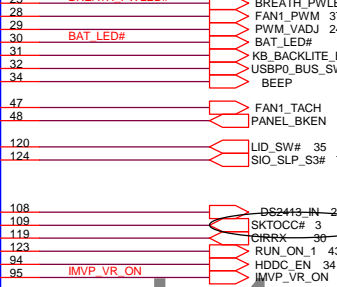 28 FAN1_PWM
29 PWM_VADJ
30 BAT_LED# BAT_LED#
31
32 USBP0_BUS_SW
34 BEEP
47 FAN1_TACH
48 PANEL_BKEN
120 LID_SW# 35
124 SIO_SLP_S3#
108 DS2413_IN
109 SKTOCC# 3
119 CIRRX 30
123 RUN_ON_1
94 HDDC_EN 34
95 IMVP_VR_ON IMVP_VR_ON